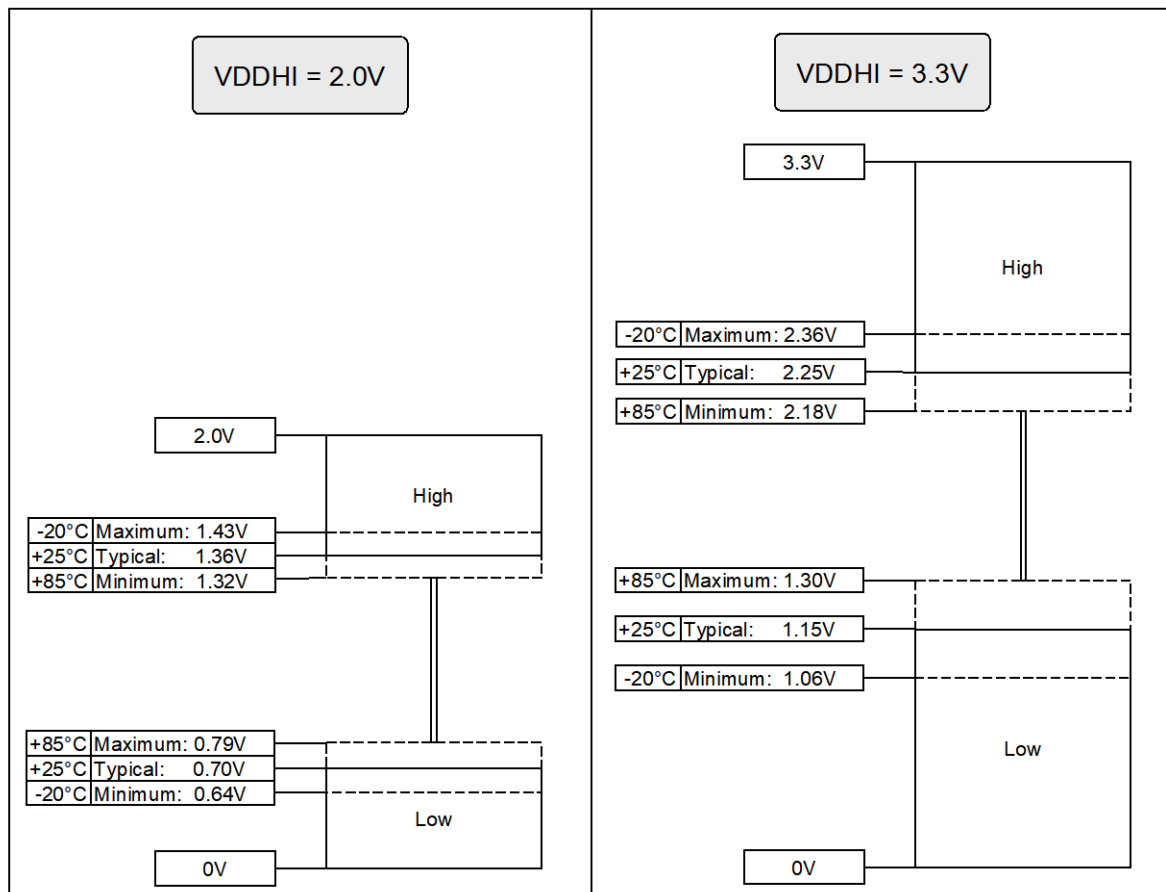 VDDHI = 2.0V
2.0V
High
-20°C Maximum: 1.43V
+25°C Typical: 1.36V
+85°C Minimum: 1.32V
+85°C Maximum: 0.79V
+25°C Typical: 0.70V
-20°C Minimum: 0.64V
Low
0V
VDDHI = 3.3V
3.3V
High
-20°C Maximum: 2.36V
+25°C Typical: 2.25V
+85°C Minimum: 2.18V
+85°C Maximum: 1.30V
+25°C Typical: 1.15V
-20°C Minimum: 1.06V
Low
0V